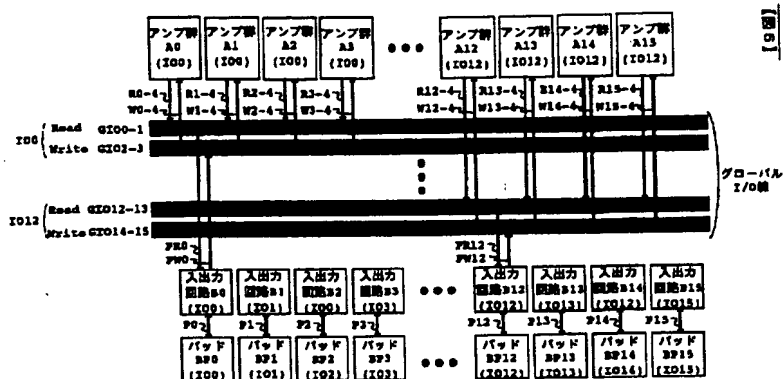 【図5】
アンプ群 アンプ群 アンプ群 アンプ群 アンプ群 アンプ群 アンプ群 アンプ群
A0 A1 A2 A3 ●●● A12 A13 A14 A15
(IO0) (IO0) (IO0) (IO0) (IO12) (IO12) (IO12) (IO12)
R0-4 R1-4 R2-4 R3-4 R12-4 R13-4 R14-4 R15-4
W0-4 W1-4 W2-4 W3-4 W12-4 W13-4 W14-4 W15-4
IO0 Read GIO0-1
Write GIO2-3
グローバル
I/O線
IO12 Read GIO12-13
Write GIO14-15
PR0 PR12
PW0 PW12
入出力 入出力 入出力 入出力 入出力 入出力 入出力 入出力
回路B0 回路B1 回路B2 回路B3 ●●● 回路B12 回路B13 回路B14 回路B15
(IO0) (IO1) (IO0) (IO3) (IO12) (IO13) (IO12) (IO15)
P0 P1 P2 P3 P12 P13 P14 P15
パッド パッド パッド パッド パッド パッド パッド パッド
BP0 BP1 BP2 BP3 ●●● BP12 BP13 BP14 BP15
(IO0) (IO1) (IO2) (IO3) (IO12) (IO13) (IO14) (IO15)